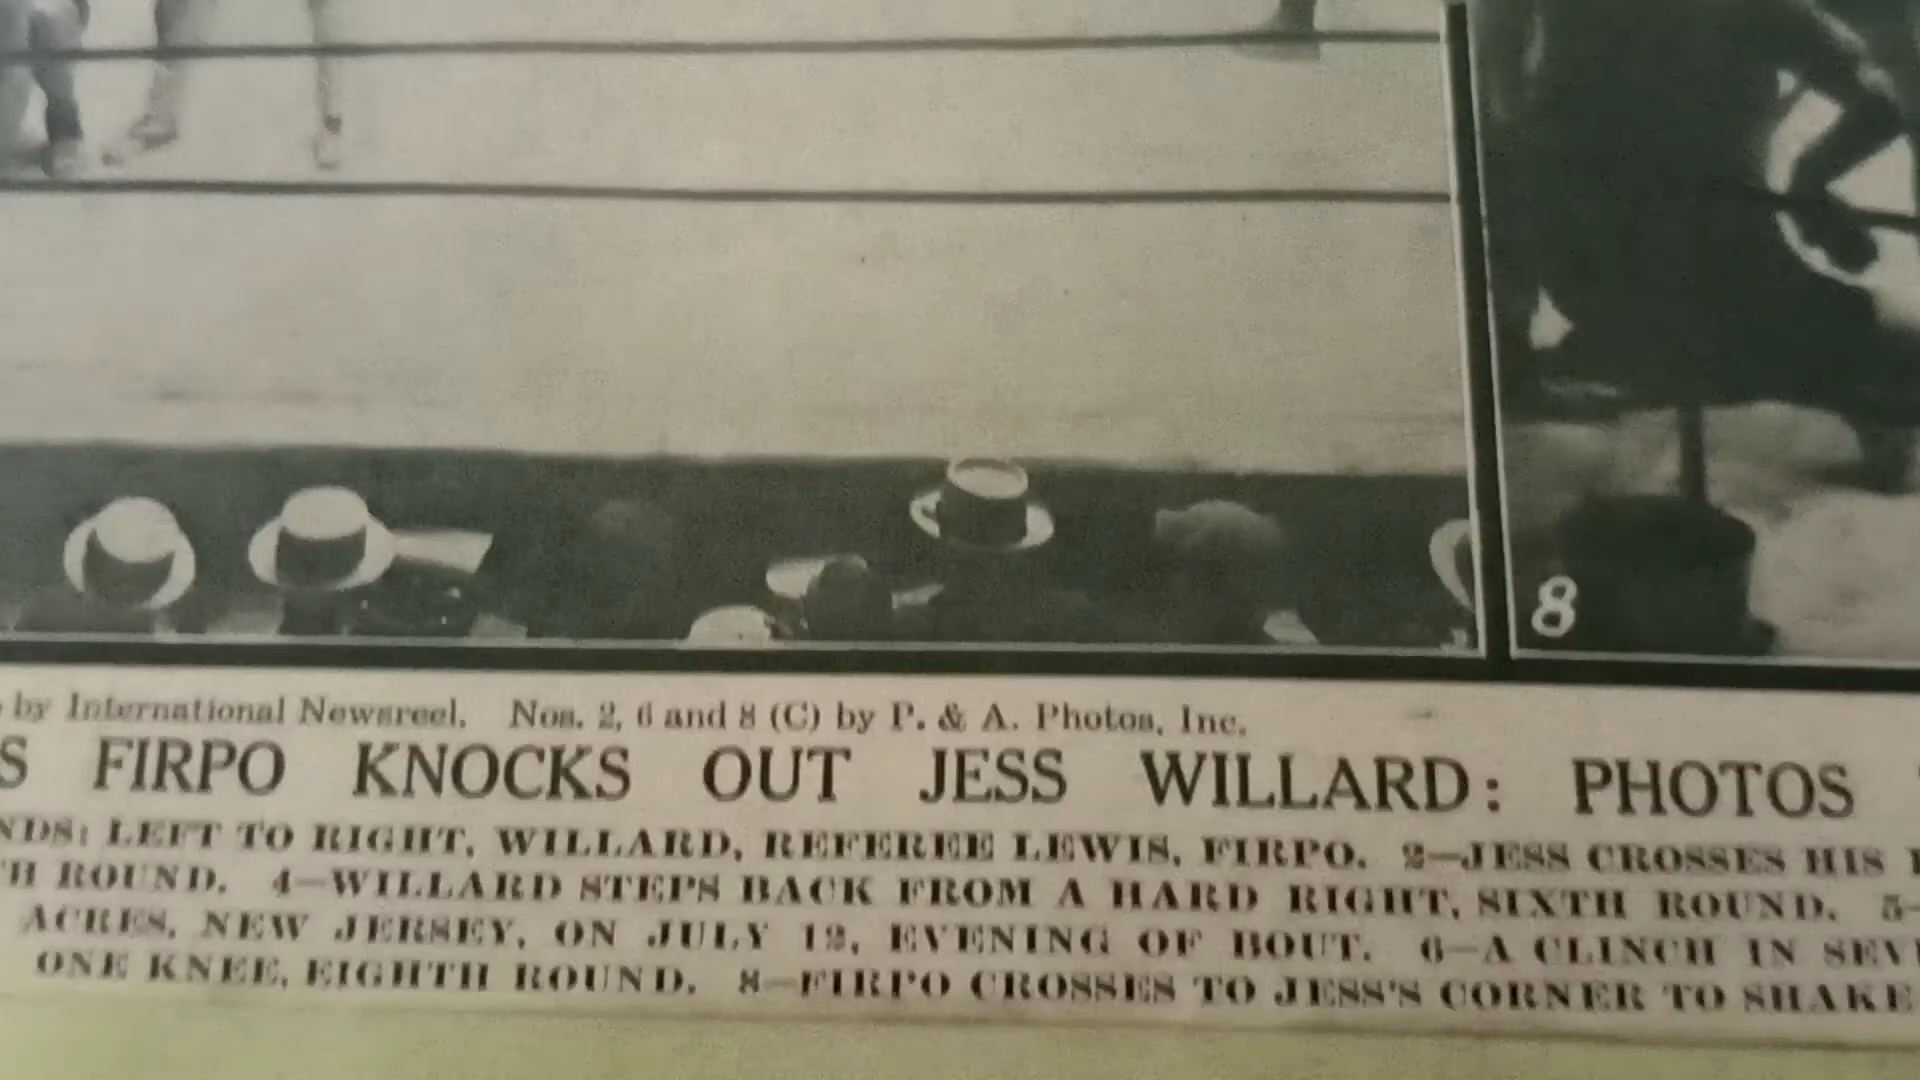 8
by International Newsreel. Nos. 2, 6 and 8 (C) by P. & A. Photos, Inc.
S FIRPO KNOCKS OUT JESS WILLARD: PHOTOS
NDS: LEFT TO RIGHT, WILLARD, REFEREE LEWIS, FIRPO. 2—JESS CROSSES HIS
TH ROUND. 4—WILLARD STEPS BACK FROM A HARD RIGHT, SIXTH ROUND. 5—
ACRES, NEW JERSEY, ON JULY 12, EVENING OF BOUT. 6—A CLINCH IN SEV
ONE KNEE, EIGHTH ROUND. 8—FIRPO CROSSES TO JESS'S CORNER TO SHAKE